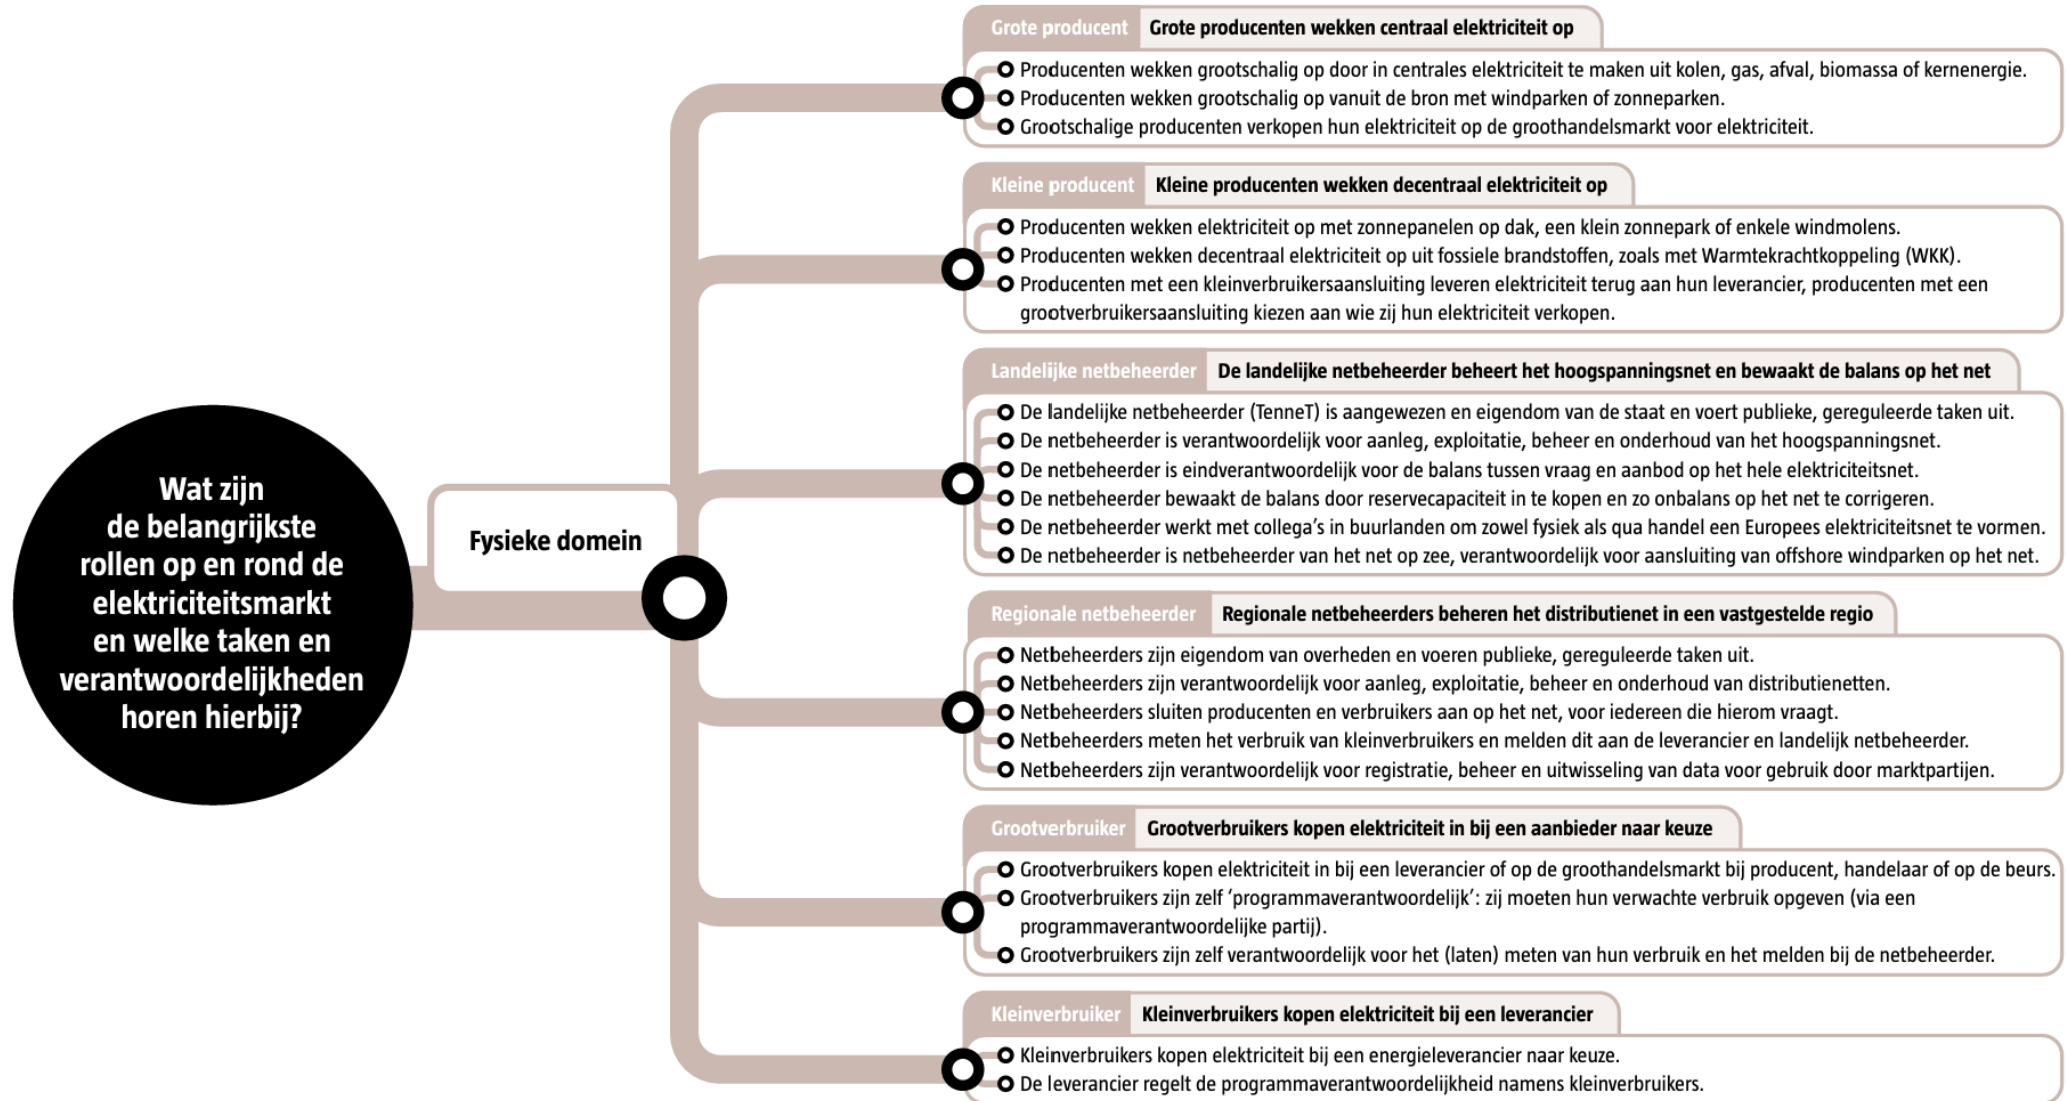 Wat zijn
de belangrijkste
rollen op en rond de
elektriciteitsmarkt
en welke taken en
verantwoordelijkheden
horen hierbij?
Fysieke domein
Grote producent Grote producenten wekken centraal elektriciteit op
Producenten wekken grootschalig op door in centrales elektriciteit te maken uit kolen, gas, afval, biomassa of kernenergie.
Producenten wekken grootschalig op vanuit de bron met windparken of zonneparken.
Grootschalige producenten verkopen hun elektriciteit op de groothandelsmarkt voor elektriciteit.
Kleine producent Kleine producenten wekken decentraal elektriciteit op
Producenten wekken elektriciteit op met zonnepanelen op dak, een klein zonnepark of enkele windmolens.
Producenten wekken decentraal elektriciteit op uit fossiele brandstoffen, zoals met Warmtekrachtkoppeling (WKK).
Producenten met een kleinverbruikersaansluiting leveren elektriciteit terug aan hun leverancier, producenten met een
grootverbruikersaansluiting kiezen aan wie zij hun elektriciteit verkopen.
Landelijke netbeheerder De landelijke netbeheerder beheert het hoogspanningsnet en bewaakt de balans op het net
De landelijke netbeheerder (TenneT) is aangewezen en eigendom van de staat en voert publieke, gereguleerde taken uit.
De netbeheerder is verantwoordelijk voor aanleg, exploitatie, beheer en onderhoud van het hoogspanningsnet.
De netbeheerder is eindverantwoordelijk voor de balans tussen vraag en aanbod op het hele elektriciteitsnet.
De netbeheerder bewaakt de balans door reservecapaciteit in te kopen en zo onbalans op het net te corrigeren.
De netbeheerder werkt met collega's in buurlanden om zowel fysiek als qua handel een Europees elektriciteitsnet te vormen.
De netbeheerder is netbeheerder van het net op zee, verantwoordelijk voor aansluiting van offshore windparken op het net.
Regionale netbeheerder Regionale netbeheerders beheren het distributienet in een vastgestelde regio
Netbeheerders zijn eigendom van overheden en voeren publieke, gereguleerde taken uit.
Netbeheerders zijn verantwoordelijk voor aanleg, exploitatie, beheer en onderhoud van distributienetten.
Netbeheerders sluiten producenten en verbruikers aan op het net, voor iedereen die hierom vraagt.
Netbeheerders meten het verbruik van kleinverbruikers en melden dit aan de leverancier en landelijk netbeheerder.
Netbeheerders zijn verantwoordelijk voor registratie, beheer en uitwisseling van data voor gebruik door marktpartijen.
Grootverbruiker Grootverbruikers kopen elektriciteit in bij een aanbieder naar keuze
Grootverbruikers kopen elektriciteit in bij een leverancier of op de groothandelsmarkt bij producent, handelaar of op de beurs.
Grootverbruikers zijn zelf 'programmaverantwoordelijk': zij moeten hun verwachte verbruik opgeven (via een
programmaverantwoordelijke partij).
Grootverbruikers zijn zelf verantwoordelijk voor het (laten) meten van hun verbruik en het melden bij de netbeheerder.
Kleinverbruiker Kleinverbruikers kopen elektriciteit bij een leverancier
Kleinverbruikers kopen elektriciteit bij een energieleverancier naar keuze.
De leverancier regelt de programmaverantwoordelijkheid namens kleinverbruikers.